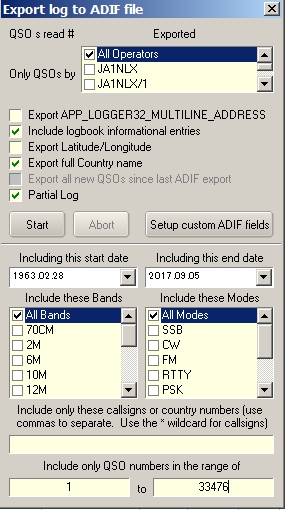 Export log to ADIF file
QSO s read # Exported
Only QSOs by
All Operators
JA1NLX
JA1NLX/1
Export APP_LOGGER32_MULTILINE_ADDRESS
Include logbook informational entries
Export Latitude/Longitude
Export full Country name
Export all new QSOs since last ADIF export
Partial Log
Start Abort Setup custom ADIF fields
Including this start date Including this end date
1963.02.28 2017.09.05
Include these Bands Include these Modes
All Bands All Modes
70CM SSB
2M CW
6M FM
10M RTTY
12M PSK
Include only these callsigns or country numbers (use
commas to separate. Use the * wildcard for callsigns)
Include only QSO numbers in the range of
1 to 33476